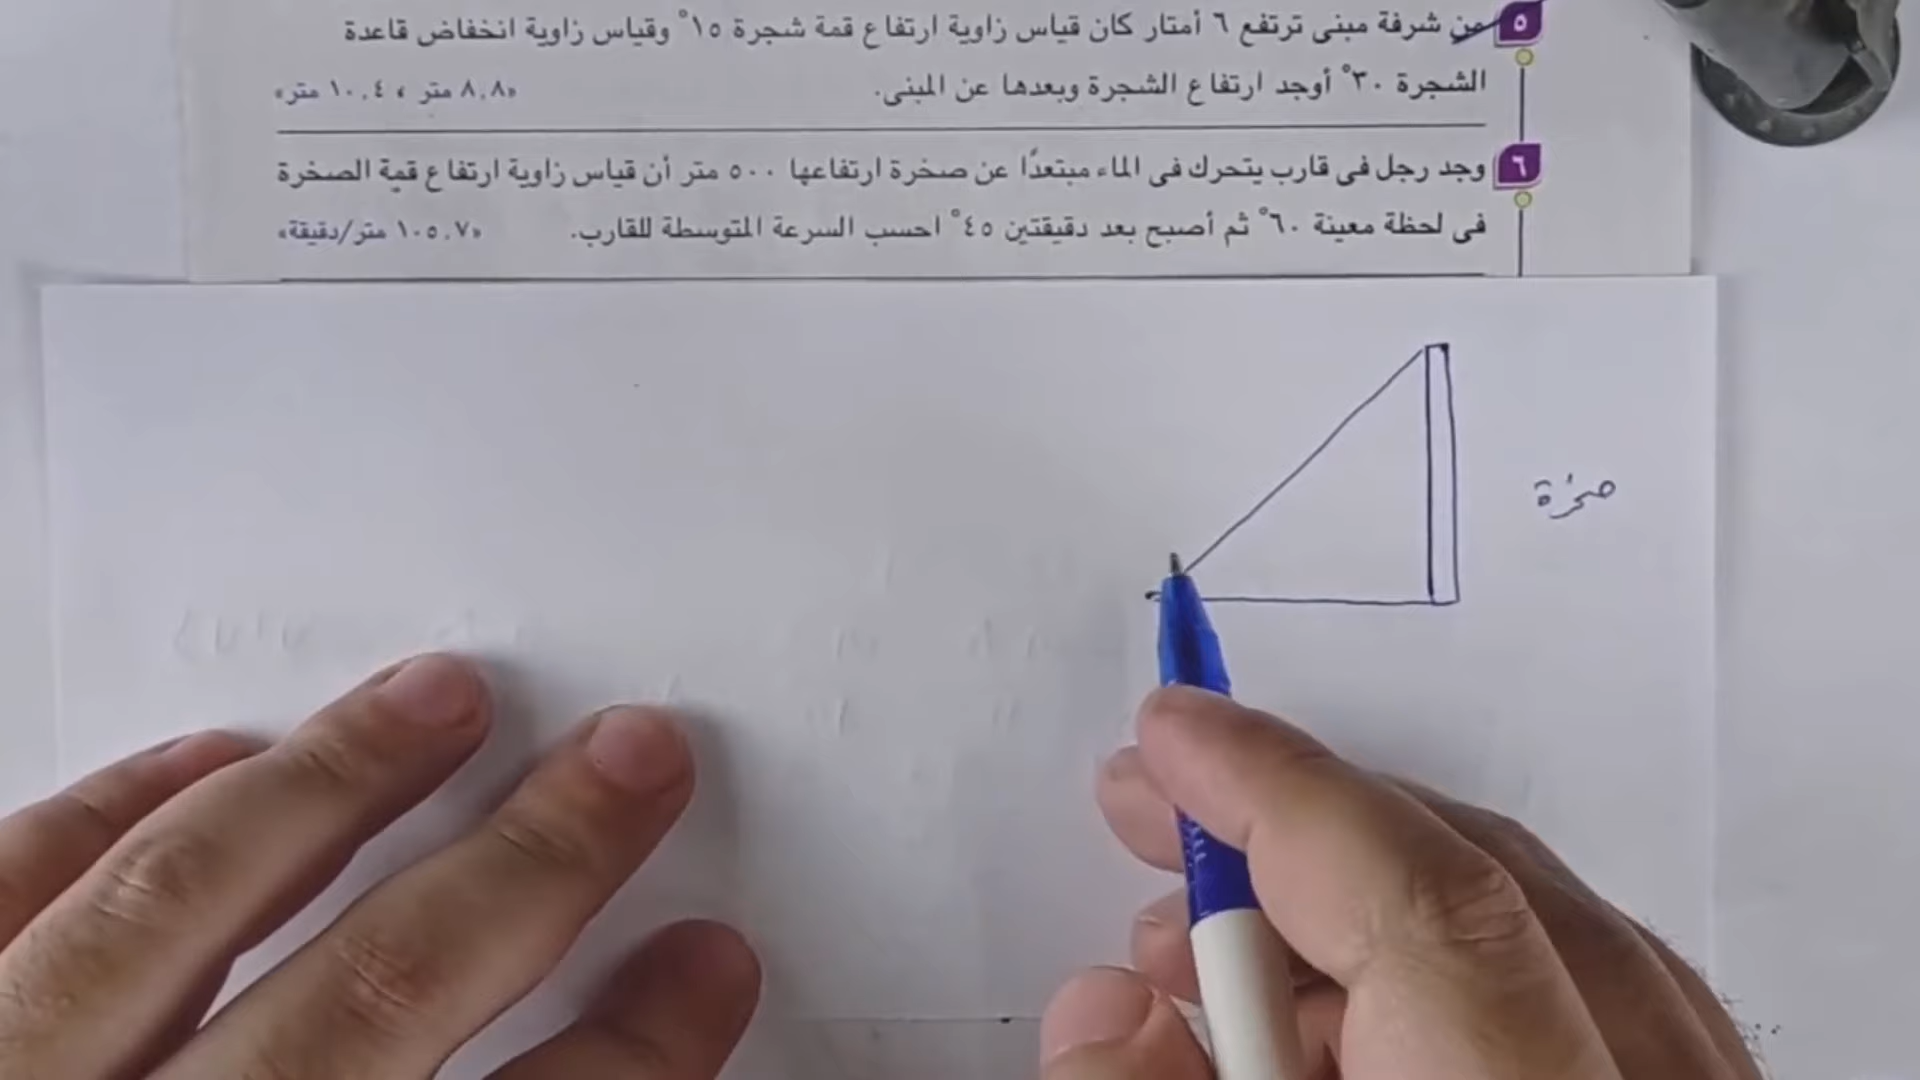 ٥ من شرفة مبنى ترتفع ٦ أمتار كان قياس زاوية ارتفاع قمة شجرة ١٥° وقياس زاوية انخفاض قاعدة
الشجرة ٣٠° أوجد ارتفاع الشجرة وبعدها عن المبنى. «٨,٨ متر ، ١٠,٤ متر»
٦ وجد رجل فى قارب يتحرك فى الماء مبتعدًا عن صخرة ارتفاعها ٥٠٠ متر أن قياس زاوية ارتفاع قمة الصخرة
فى لحظة معينة ٦٠° ثم أصبح بعد دقيقتين ٤٥° احسب السرعة المتوسطة للقارب. «١٠٥,٧ متر/دقيقة»
صخرة